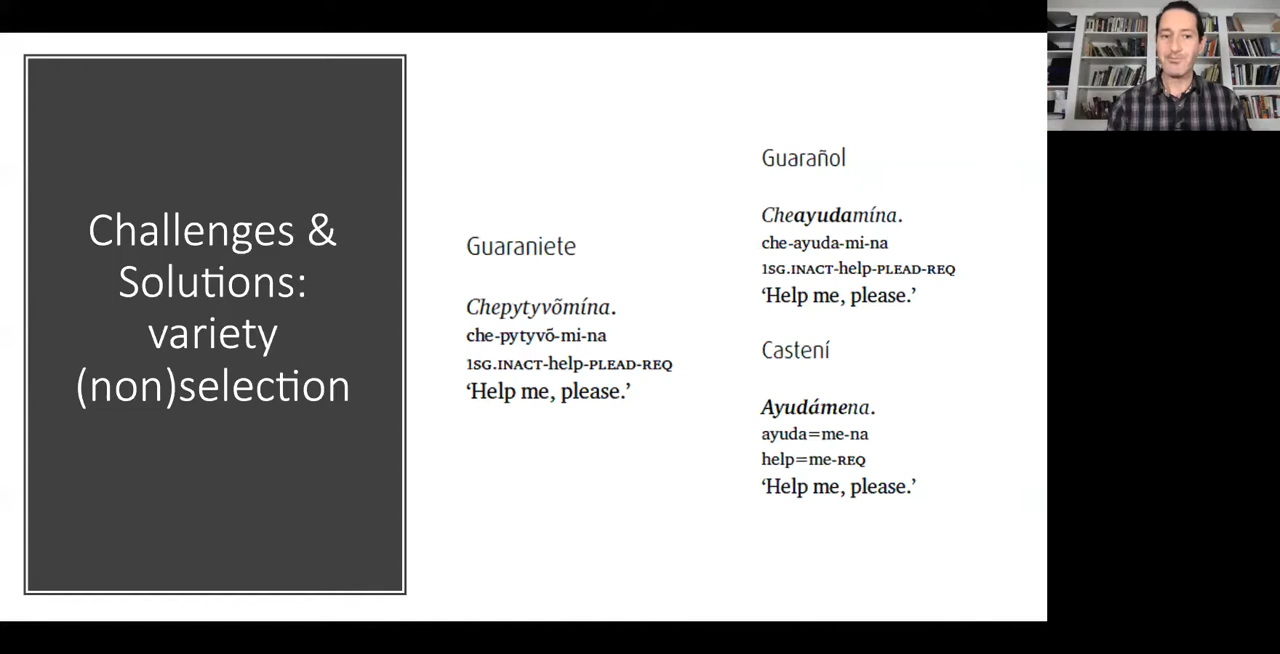 Challenges &
Solutions:
variety
(non)selection
Guaraniete
Chepytyvõmína.
che-pytyvõ-mi-na
1SG.INACT-help-PLEAD-REQ
‘Help me, please.’
Guarañol
Cheayudamína.
che-ayuda-mi-na
1SG.INACT-help-PLEAD-REQ
‘Help me, please.’
Castení
Ayudámena.
ayuda=me-na
help=me-REQ
‘Help me, please.’